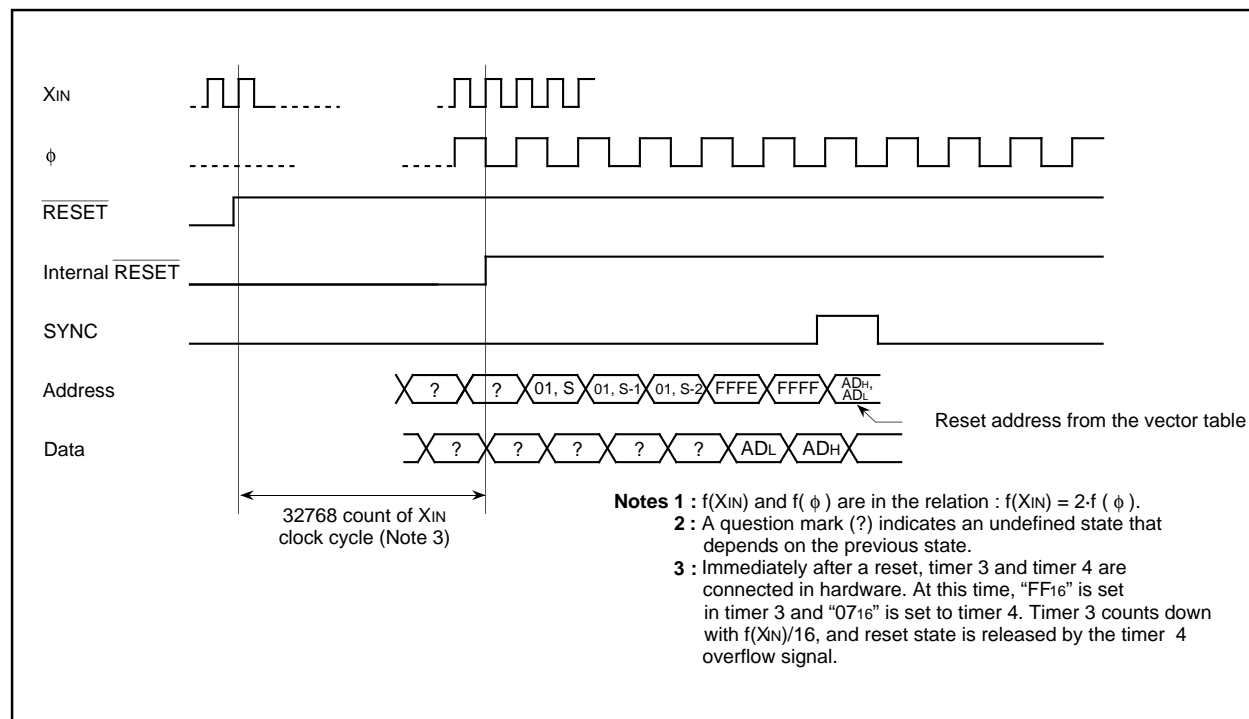 XIN
ϕ
RESET
Internal RESET
SYNC
Address
? ? 01, S 01, S-1 01, S-2 FFFE FFFF ADH,
ADL
Reset address from the vector table
Data
? ? ? ? ? ADL ADH
32768 count of XIN
clock cycle (Note 3)
Notes 1 : f(XIN) and f( ϕ ) are in the relation : f(XIN) = 2·f ( ϕ ).
2 : A question mark (?) indicates an undefined state that
depends on the previous state.
3 : Immediately after a reset, timer 3 and timer 4 are
connected in hardware. At this time, “FF16” is set
in timer 3 and “0716” is set to timer 4. Timer 3 counts down
with f(XIN)/16, and reset state is released by the timer 4
overflow signal.